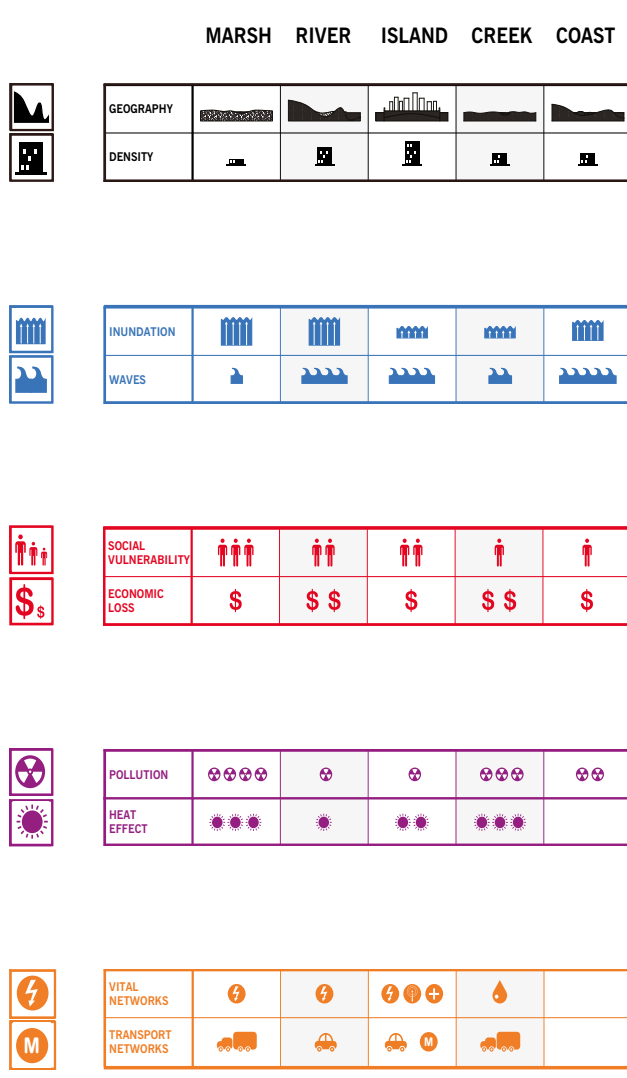 MARSH RIVER ISLAND CREEK COAST
GEOGRAPHY
DENSITY
INUNDATION
WAVES
SOCIAL
VULNERABILITY
$ $
ECONOMIC
LOSS
$ $ $ $ $ $ $
POLLUTION
HEAT
EFFECT
VITAL
NETWORKS
M
TRANSPORT
NETWORKS
M